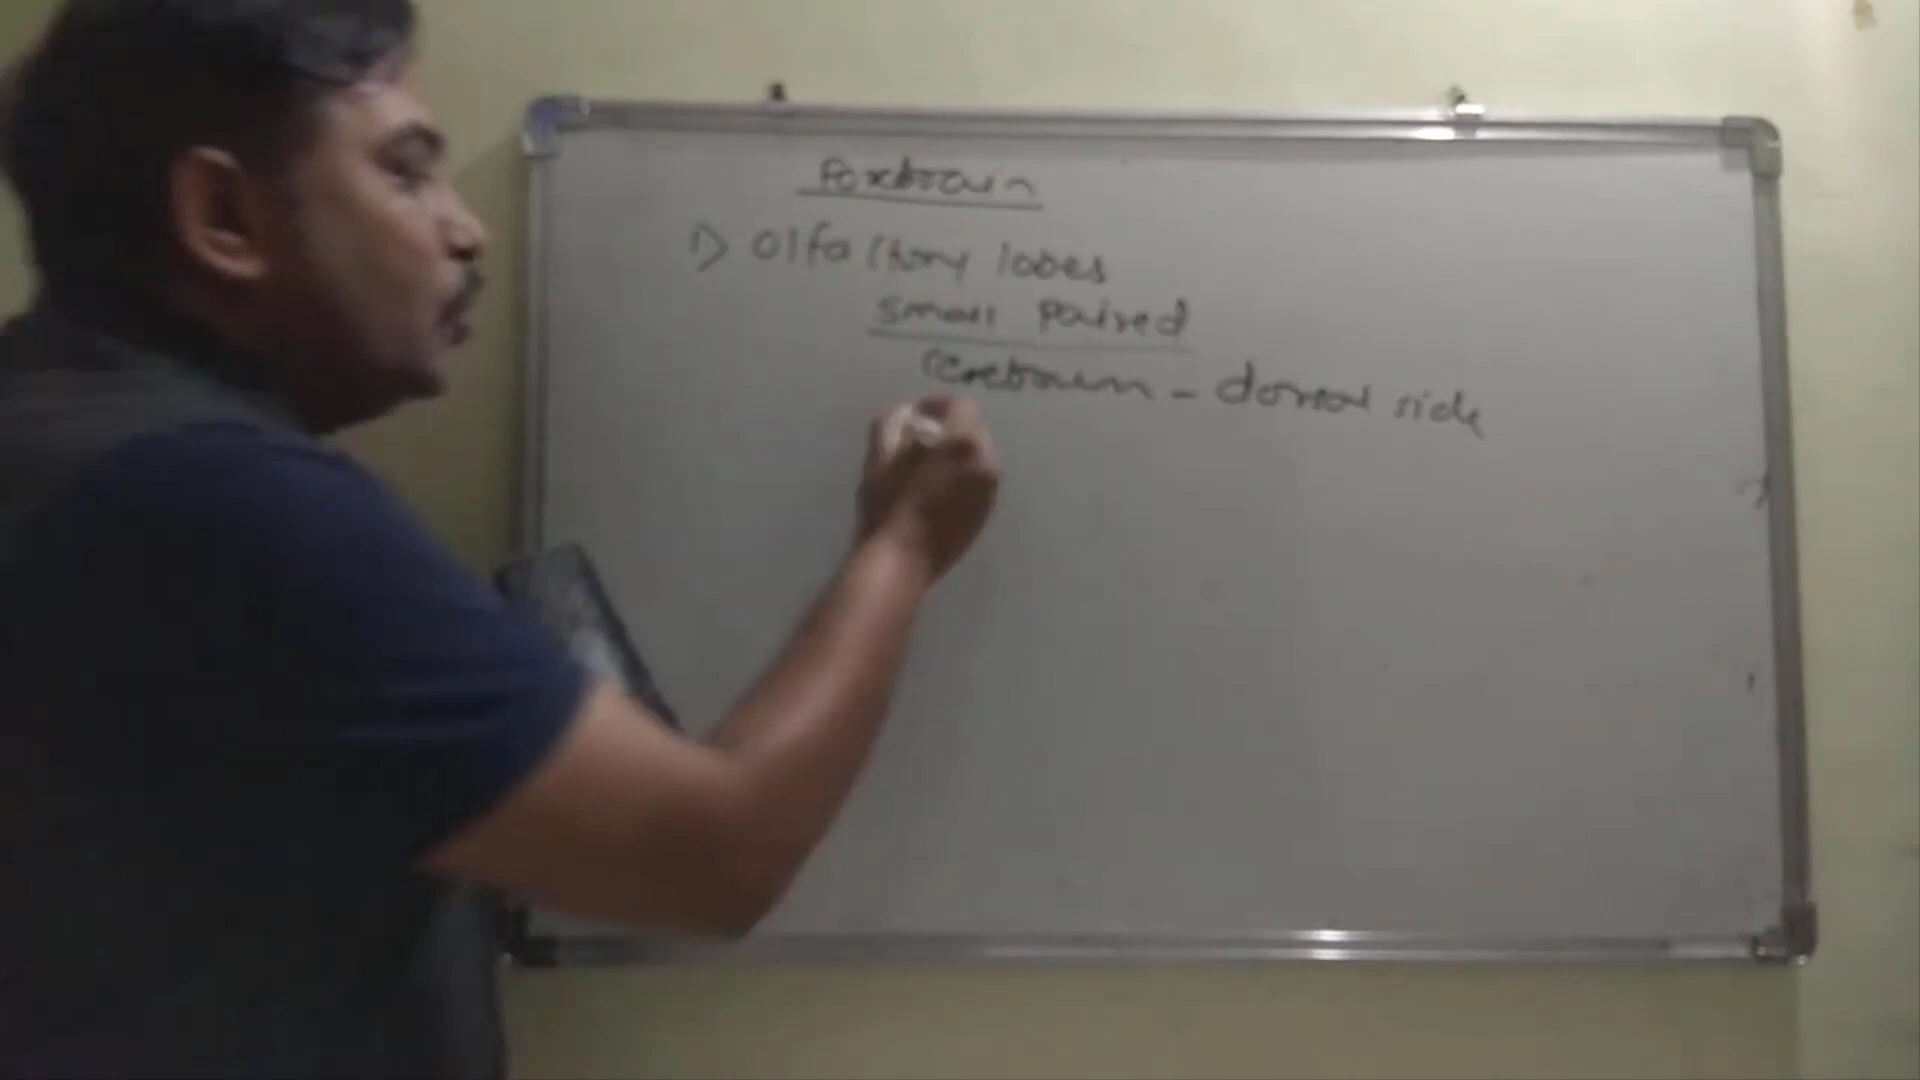 Forebrain
1) Olfactory lobes
Small Paired
Cerebrum - dorsal side